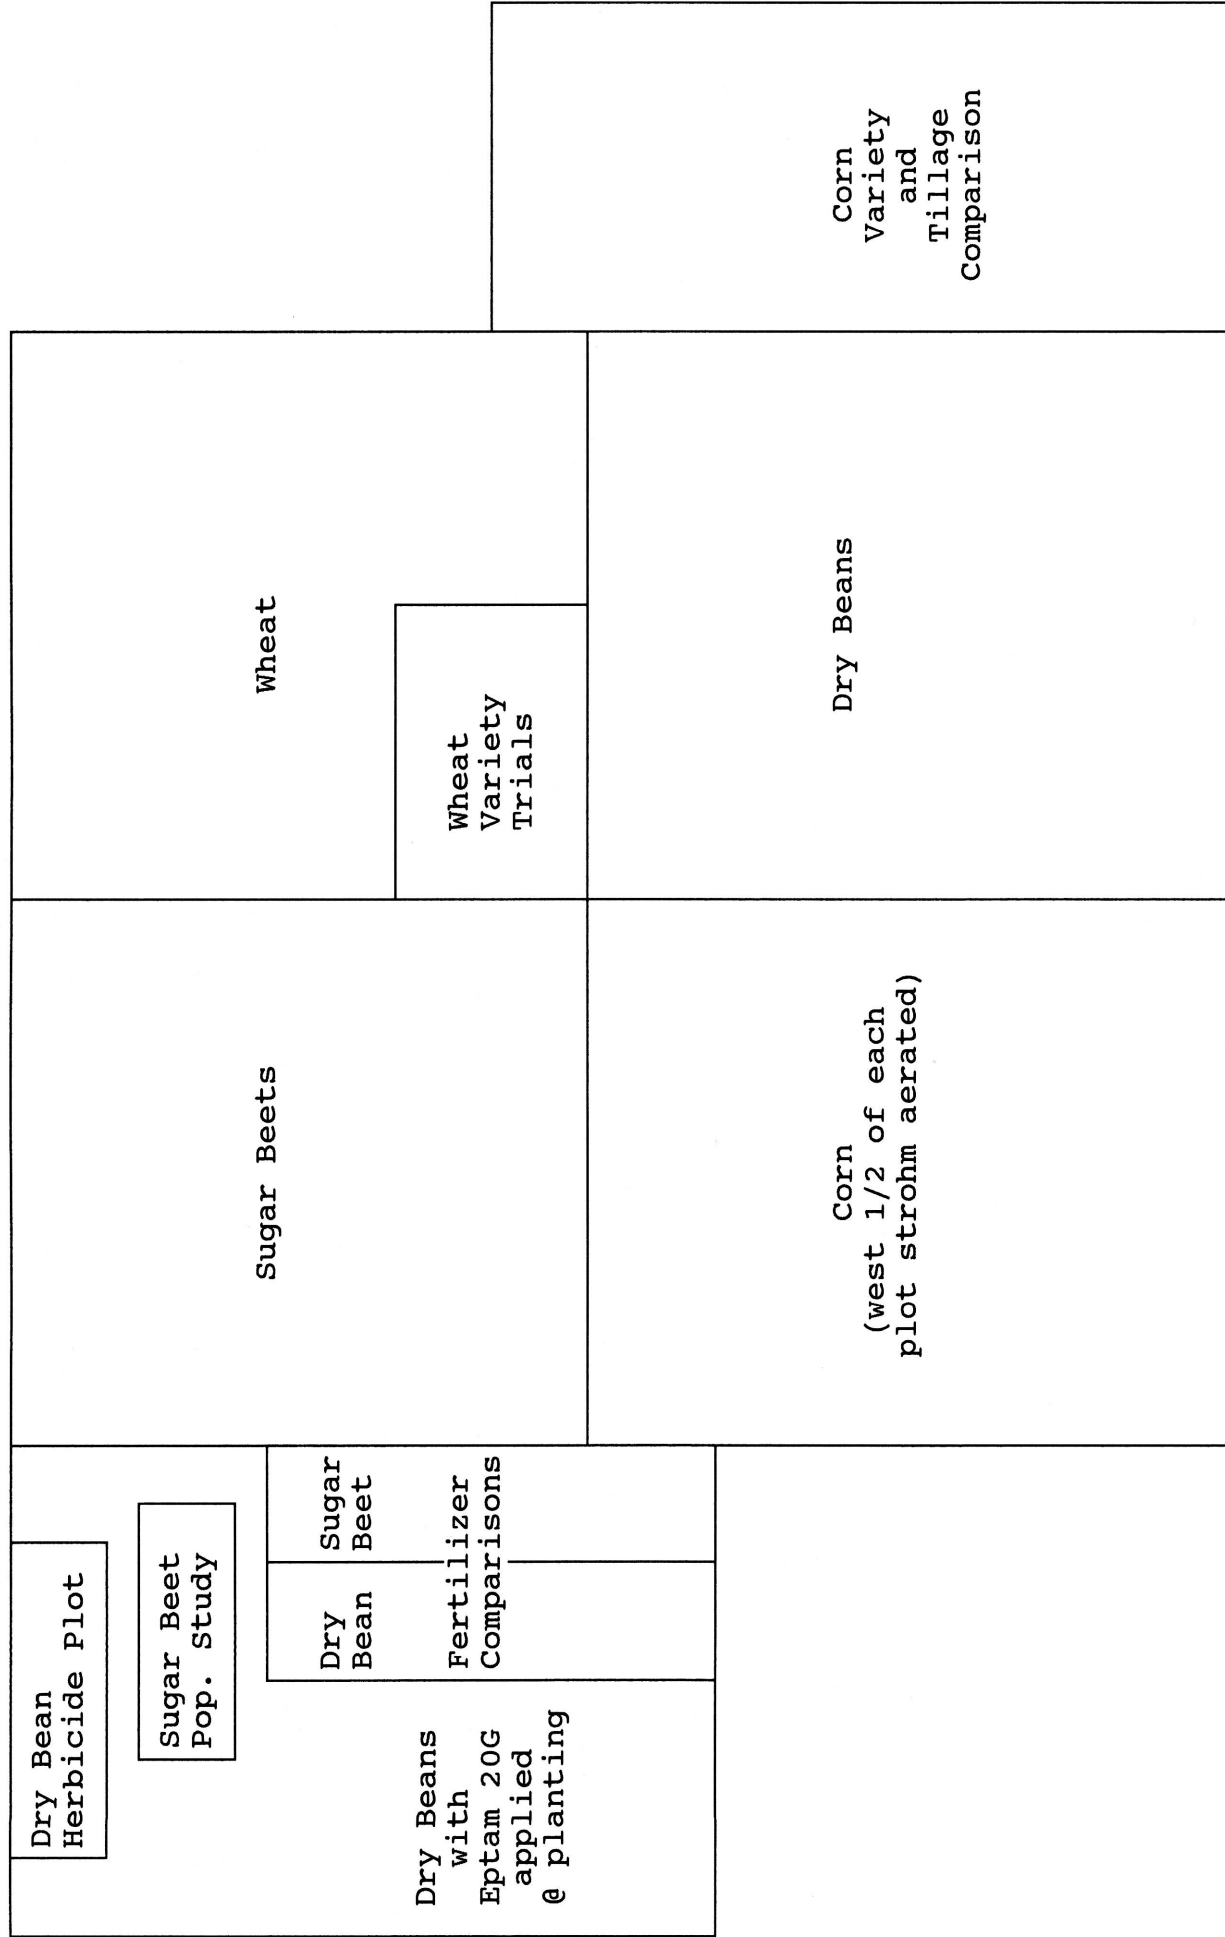 Dry Bean
Herbicide Plot
Sugar Beet
Pop. Study
Dry Beans
with
Eptam 20G
applied
@ planting
Dry
Bean
Sugar
Beet
Fertilizer
Comparisons
Sugar Beets
Corn
(west 1/2 of each
plot strohm aerated)
Wheat
Wheat
Variety
Trials
Dry Beans
Corn
Variety
and
Tillage
Comparison